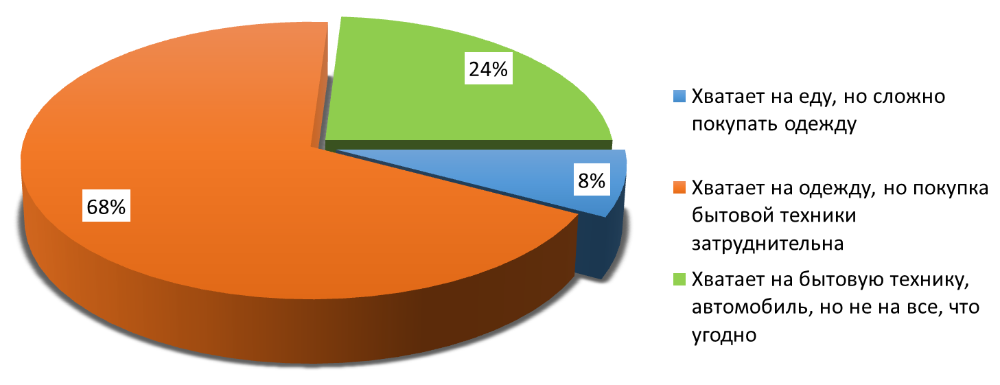 24%
8%
68%
Хватает на еду, но сложно
покупать одежду
Хватает на одежду, но покупка
бытовой техники
затруднительна
Хватает на бытовую технику,
автомобиль, но не на все, что
угодно